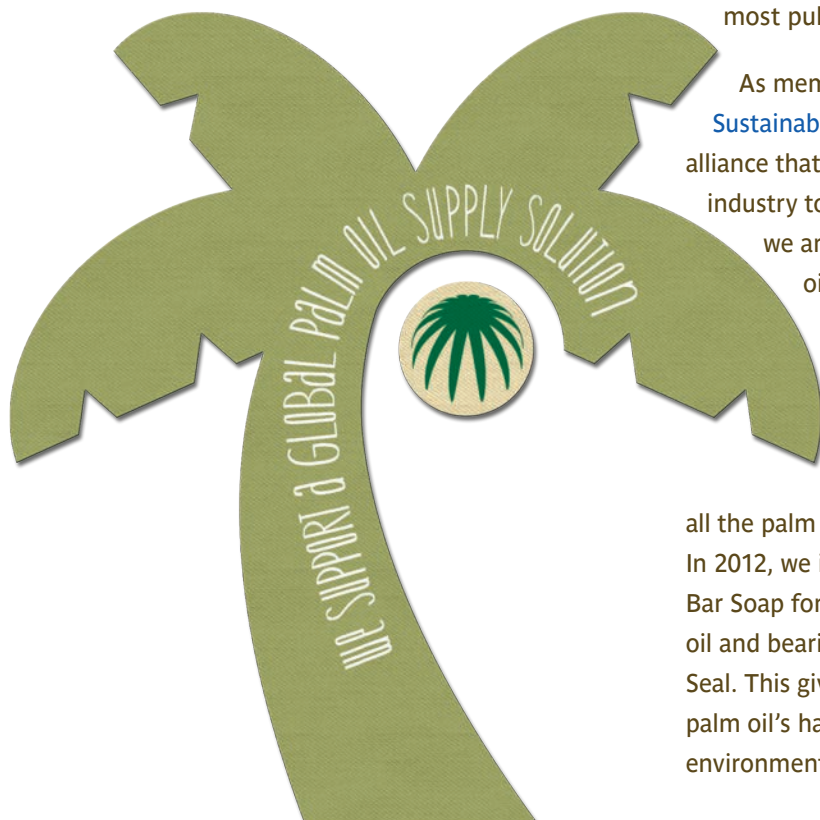 most pul
As mem
Sustainab
alliance that
industry to
we ar
oi
WE SUPPORT a GLOBaL PaLM OIL SUPPLY SOLUTION
all the palm
In 2012, we i
Bar Soap for
oil and beari
Seal. This giv
palm oil's ha
environment